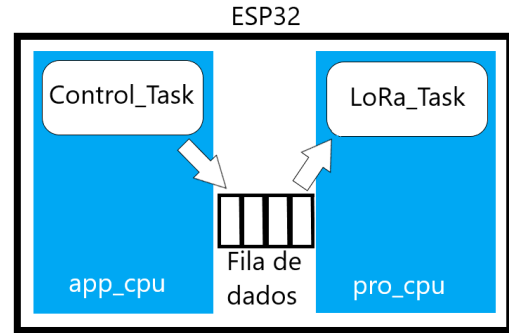 ESP32
Control_Task
LoRa_Task
Fila de
dados
app_cpu
pro_cpu